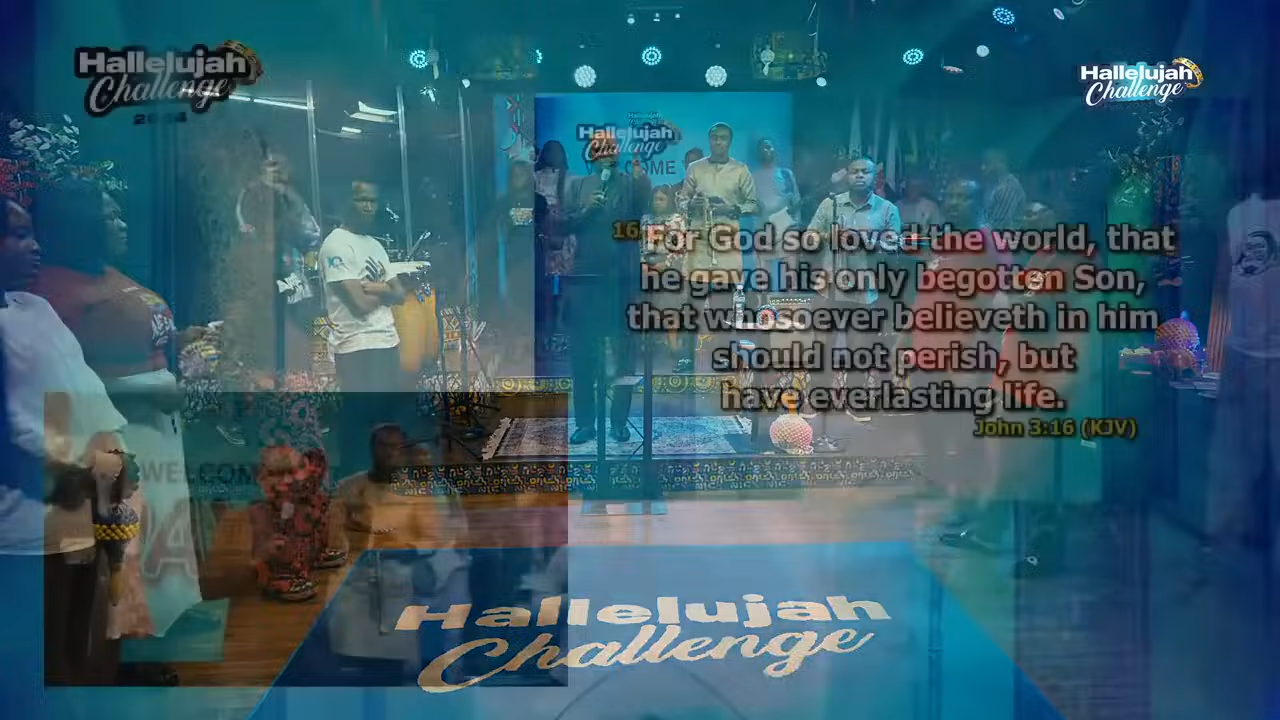 Hallelujah
Challenge
Hallelujah
Challenge
Hallelujah
Challenge
WELCOME
16 For God so loved the world, that
he gave his only begotten Son,
that whosoever believeth in him
should not perish, but
have everlasting life.
John 3:16 (KJV)
WELCOM
Hallelujah
Challenge